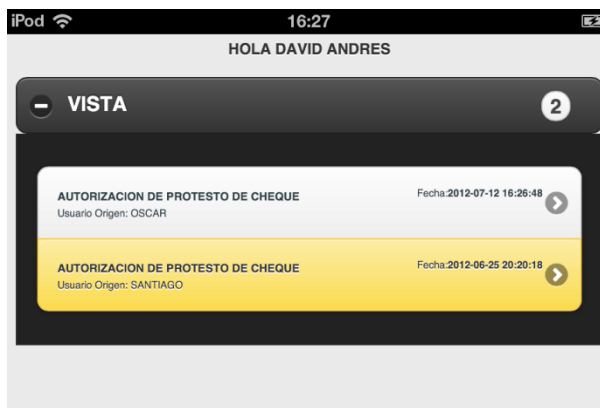 iPod 16:27
HOLA DAVID ANDRES
VISTA 2
AUTORIZACION DE PROTESTO DE CHEQUE Fecha:2012-07-12 16:26:48
Usuario Origen: OSCAR
AUTORIZACION DE PROTESTO DE CHEQUE Fecha:2012-06-25 20:20:18
Usuario Origen: SANTIAGO